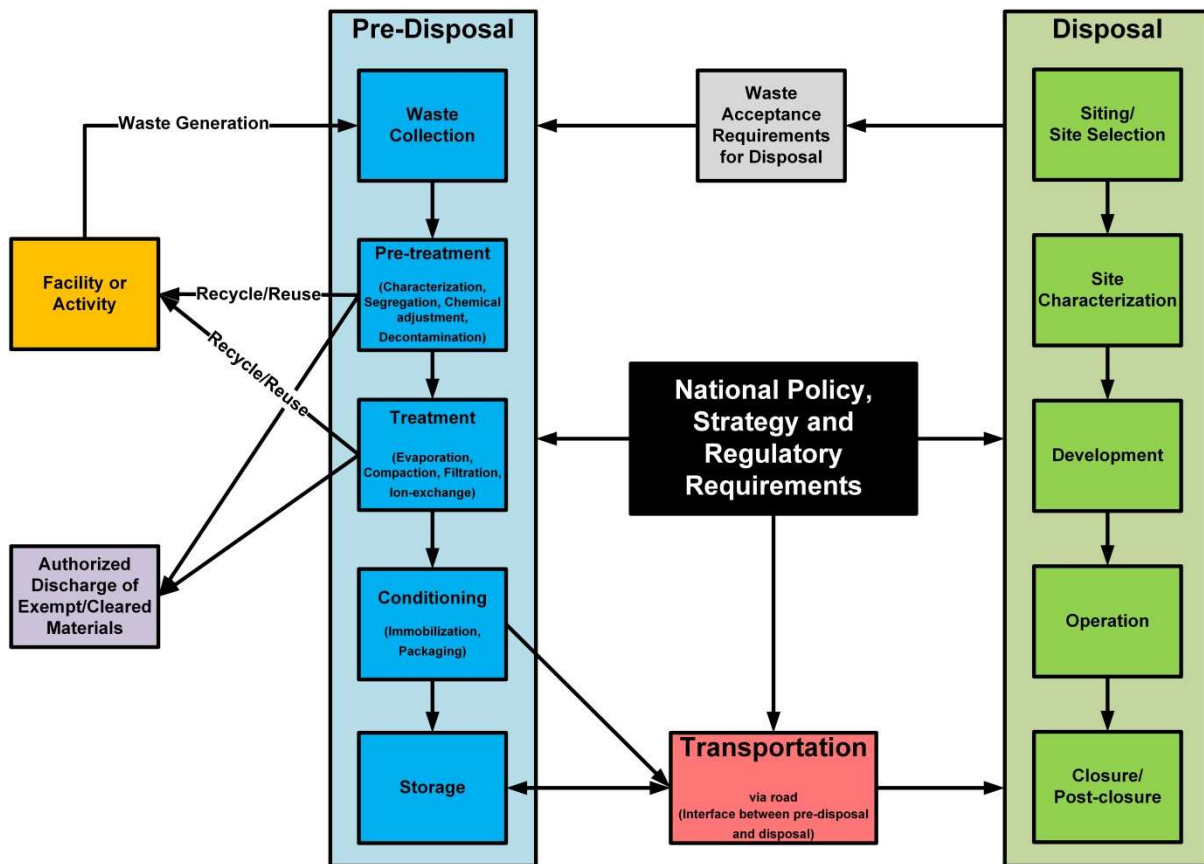 Pre-Disposal
Disposal
Waste
Collection
Waste
Acceptance
Requirements
for Disposal
Siting/
Site Selection
Waste Generation
Facility or
Activity
Recycle/Reuse
Recycle/Reuse
Pre-treatment
(Characterization,
Segregation, Chemical
adjustment,
Decontamination)
Site
Characterization
Treatment
(Evaporation,
Compaction, Filtration,
Ion-exchange)
National Policy,
Strategy and
Regulatory
Requirements
Development
Authorized
Discharge of
Exempt/Cleared
Materials
Conditioning
(Immobilization,
Packaging)
Operation
Storage
Transportation
via road
(Interface between pre-disposal
and disposal)
Closure/
Post-closure